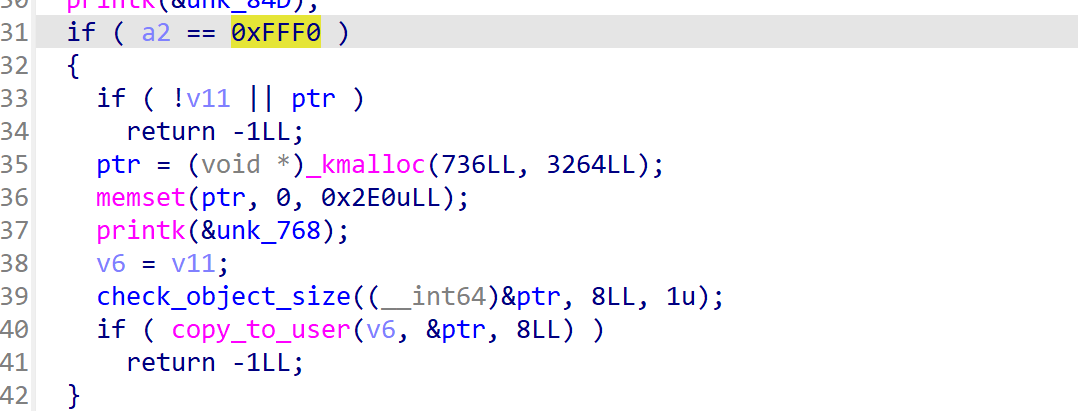 30 printk(&unk_84D);
31 if ( a2 == 0xFFF0 )
32 {
33 if ( !v11 || ptr )
34 return -1LL;
35 ptr = (void *)_kmalloc(736LL, 3264LL);
36 memset(ptr, 0, 0x2E0uLL);
37 printk(&unk_768);
38 v6 = v11;
39 check_object_size((__int64)&ptr, 8LL, 1u);
40 if ( copy_to_user(v6, &ptr, 8LL) )
41 return -1LL;
42 }